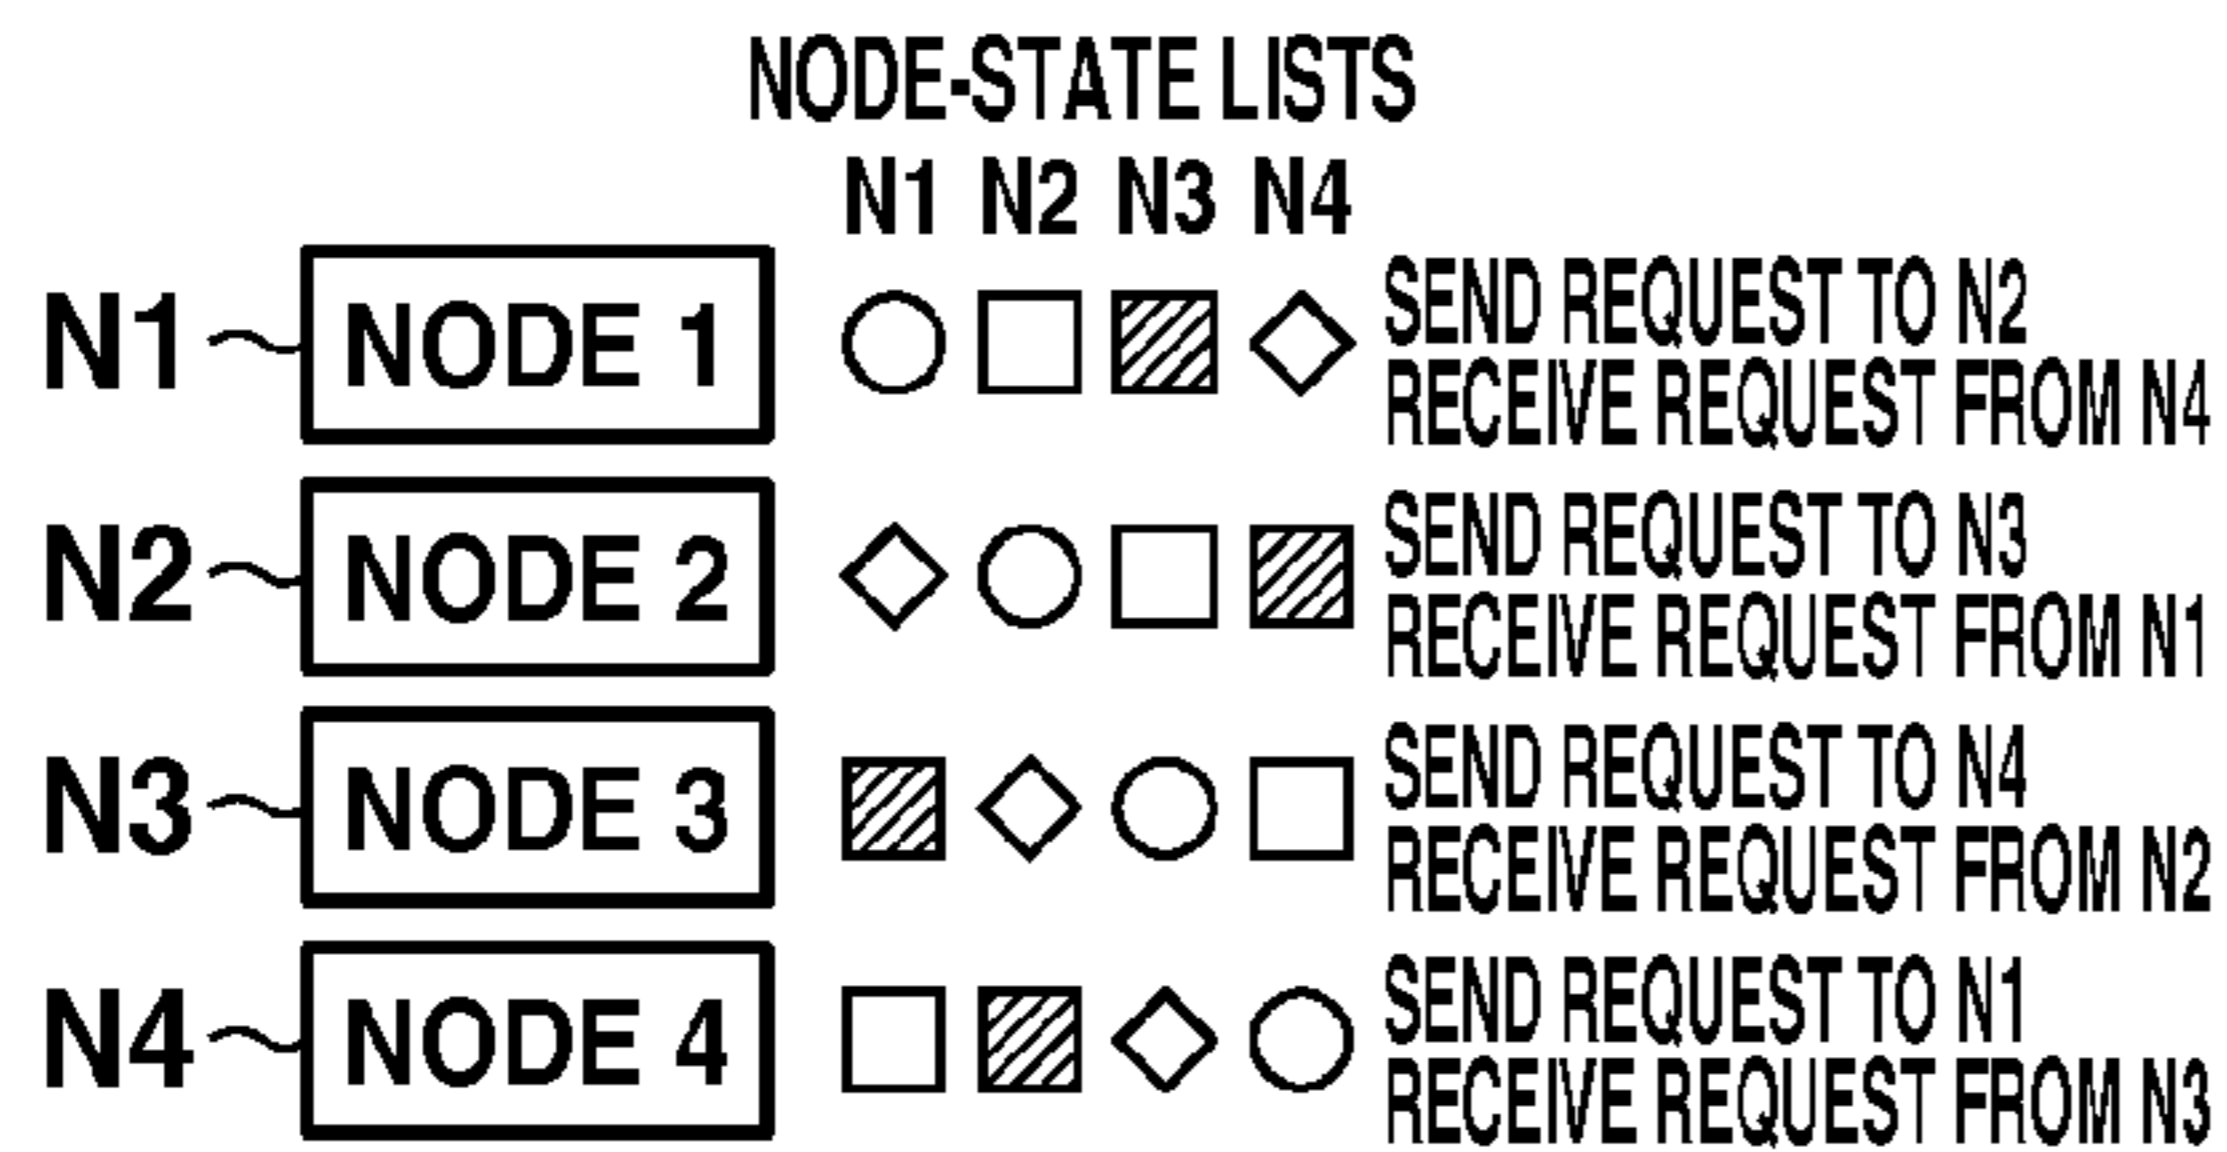 NODE-STATE LISTS
N1 N2 N3 N4
N1 NODE 1 SEND REQUEST TO N2
RECEIVE REQUEST FROM N4
N2 NODE 2 SEND REQUEST TO N3
RECEIVE REQUEST FROM N1
N3 NODE 3 SEND REQUEST TO N4
RECEIVE REQUEST FROM N2
N4 NODE 4 SEND REQUEST TO N1
RECEIVE REQUEST FROM N3